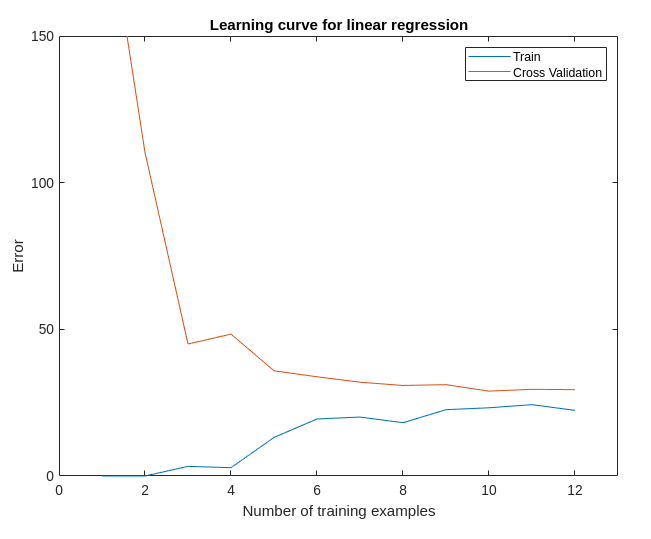 Learning curve for linear regression
150
Train
Cross Validation
100
Error
50
0
0 2 4 6 8 10 12
Number of training examples